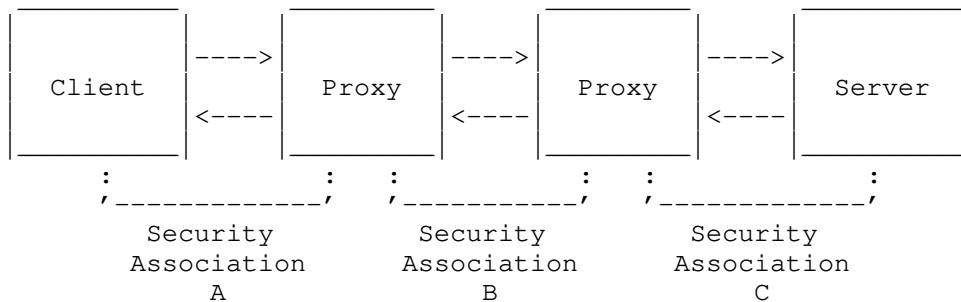 Client Proxy Proxy Server
Security Security Security
Association Association Association
A B C